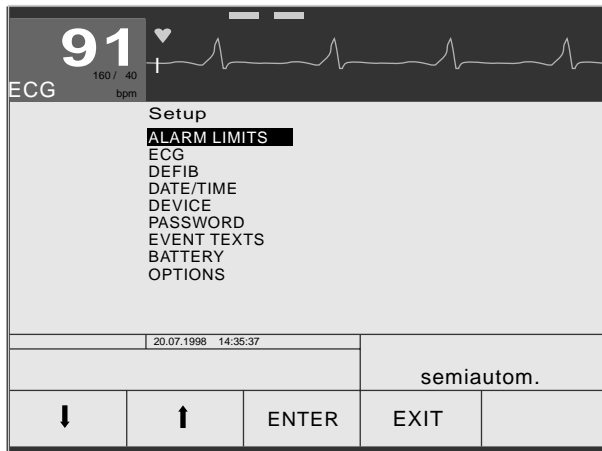 91
160 / 40
ECG bpm
Setup
ALARM LIMITS
ECG
DEFIB
DATE/TIME
DEVICE
PASSWORD
EVENT TEXTS
BATTERY
OPTIONS
20.07.1998 14:35:37
semiautom.
ENTER EXIT